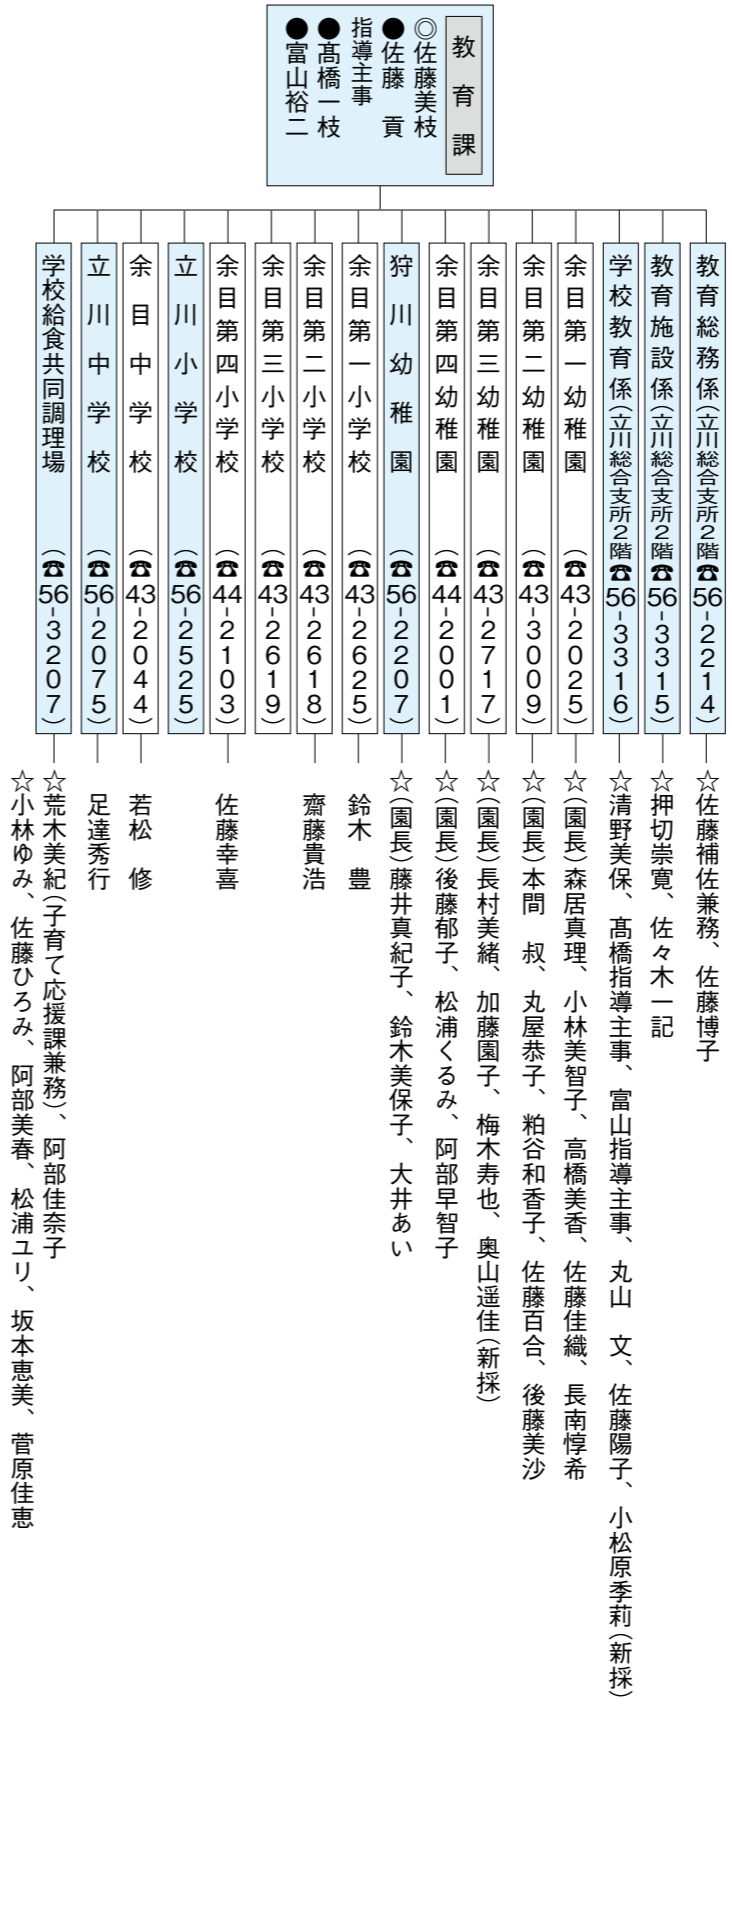 教育課
◎佐藤美枝
●佐藤　貢
指導主事
●髙橋一枝
●富山裕二
教育総務係(立川総合支所2階☎56-2214)
☆佐藤補佐兼務、佐藤博子
教育施設係(立川総合支所2階☎56-3315)
☆押切崇寛、佐々木一記
学校教育係(立川総合支所2階☎56-3316)
☆清野美保、髙橋指導主事、富山指導主事、丸山　文、佐藤陽子、小松原季莉(新採)
余目第一幼稚園　(☎43-2025)
☆(園長)森居真理、小林美智子、高橋美香、佐藤佳織、長南惇希
余目第二幼稚園　(☎43-3009)
☆(園長)本間　叔、丸屋恭子、粕谷和香子、佐藤百合、後藤美沙
余目第三幼稚園　(☎43-2717)
☆(園長)長村美緒、加藤園子、梅木寿也、奥山遥佳(新採)
余目第四幼稚園　(☎44-2001)
☆(園長)後藤郁子、松浦くるみ、阿部早智子
狩川幼稚園　(☎56-2207)
☆(園長)藤井真紀子、鈴木美保子、大井あい
余目第一小学校　(☎43-2625)
鈴木　豊
余目第二小学校　(☎43-2618)
齋藤貴浩
余目第三小学校　(☎43-2619)
余目第四小学校　(☎44-2103)
佐藤幸喜
立川小学校　(☎56-2525)
余目中学校　(☎43-2044)
若松　修
立川中学校　(☎56-2075)
足達秀行
学校給食共同調理場　(☎56-3207)
☆荒木美紀(子育て応援課兼務)、阿部佳奈子
☆小林ゆみ、佐藤ひろみ、阿部美春、松浦ユリ、坂本恵美、菅原佳恵